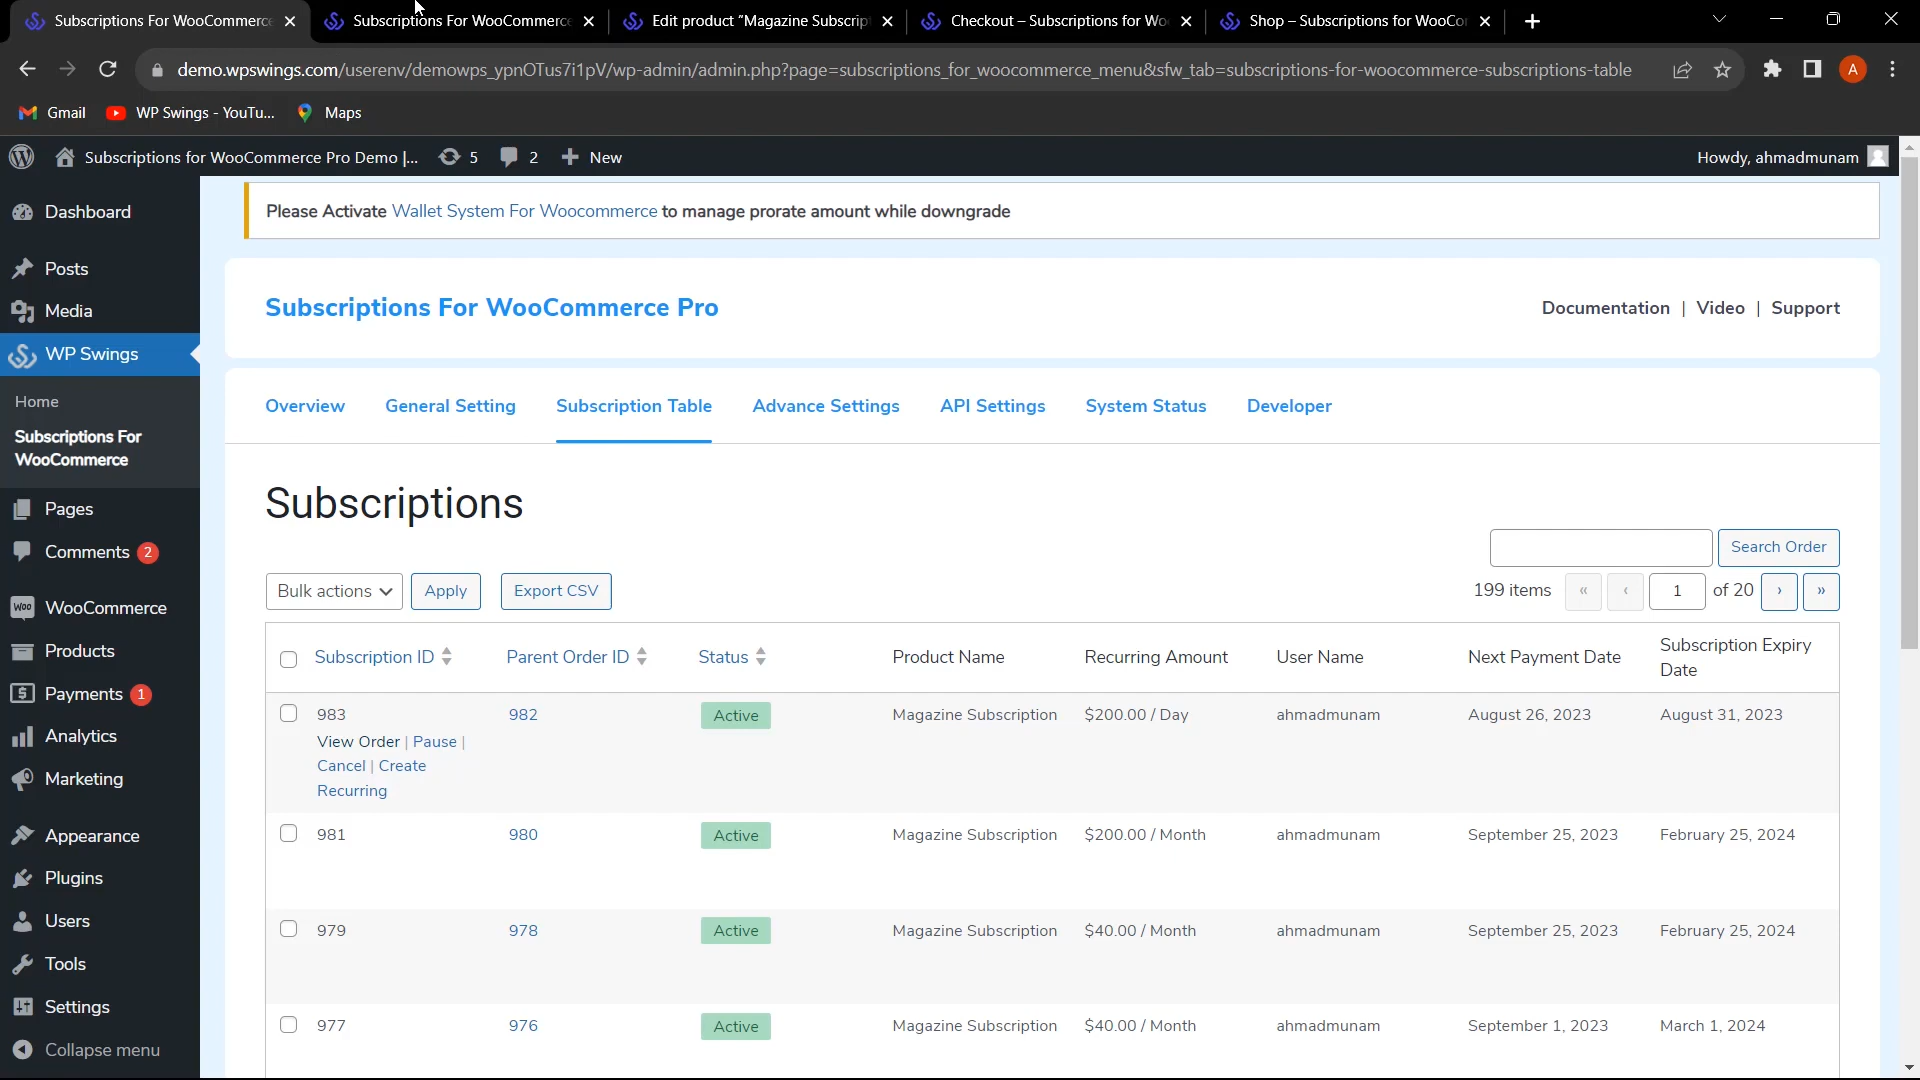 Subscriptions For WooCommerce
Subscriptions For WooCommerce
Edit product "Magazine Subscrip
Checkout – Subscriptions for Wo
Shop – Subscriptions for WooCo
demo.wpswings.com/userenv/demowps_ypnOTus7i1pV/wp-admin/admin.php?page=subscriptions_for_woocommerce_menu&sfw_tab=subscriptions-for-woocommerce-subscriptions-table
A
Gmail
WP Swings - YouTu...
Maps
Subscriptions for WooCommerce Pro Demo |...
5
2
New
Howdy, ahmadmunam
Dashboard
Posts
Media
WP Swings
Home
Subscriptions For
WooCommerce
Pages
Comments 2
WooCommerce
Products
Payments 1
Analytics
Marketing
Appearance
Plugins
Users
Tools
Settings
Collapse menu
Please Activate Wallet System For Woocommerce to manage prorate amount while downgrade
Subscriptions For WooCommerce Pro
Documentation | Video | Support
Overview
General Setting
Subscription Table
Advance Settings
API Settings
System Status
Developer
Subscriptions
Search Order
Bulk actions
Apply
Export CSV
199 items « ‹ 1 of 20 › »
Subscription ID
Parent Order ID
Status
Product Name
Recurring Amount
User Name
Next Payment Date
Subscription Expiry
Date
983 982 Active Magazine Subscription $200.00 / Day ahmadmunam August 26, 2023 August 31, 2023
View Order | Pause |
Cancel | Create
Recurring
981 980 Active Magazine Subscription $200.00 / Month ahmadmunam September 25, 2023 February 25, 2024
979 978 Active Magazine Subscription $40.00 / Month ahmadmunam September 25, 2023 February 25, 2024
977 976 Active Magazine Subscription $40.00 / Month ahmadmunam September 1, 2023 March 1, 2024